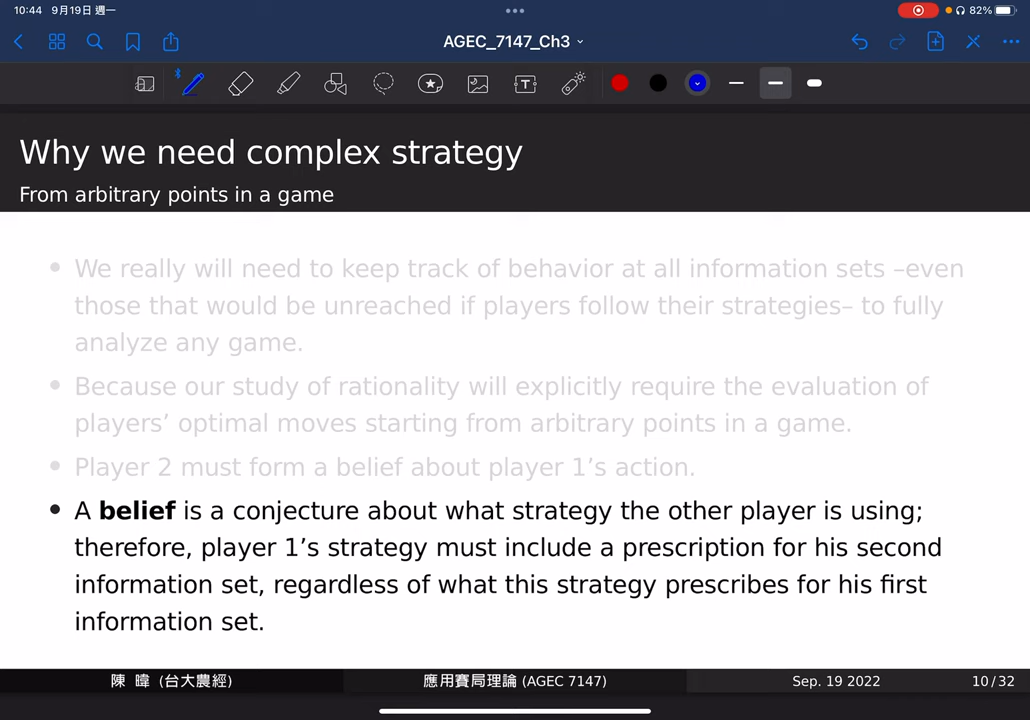 10:44 9月19日 週一
82%
AGEC_7147_Ch3
T
Why we need complex strategy
From arbitrary points in a game
• We really will need to keep track of behavior at all information sets –even
those that would be unreached if players follow their strategies– to fully
analyze any game.
• Because our study of rationality will explicitly require the evaluation of
players’ optimal moves starting from arbitrary points in a game.
• Player 2 must form a belief about player 1’s action.
• A belief is a conjecture about what strategy the other player is using;
therefore, player 1’s strategy must include a prescription for his second
information set, regardless of what this strategy prescribes for his first
information set.
陳 暐 (台大農經) 應用賽局理論 (AGEC 7147) Sep. 19 2022 10/32